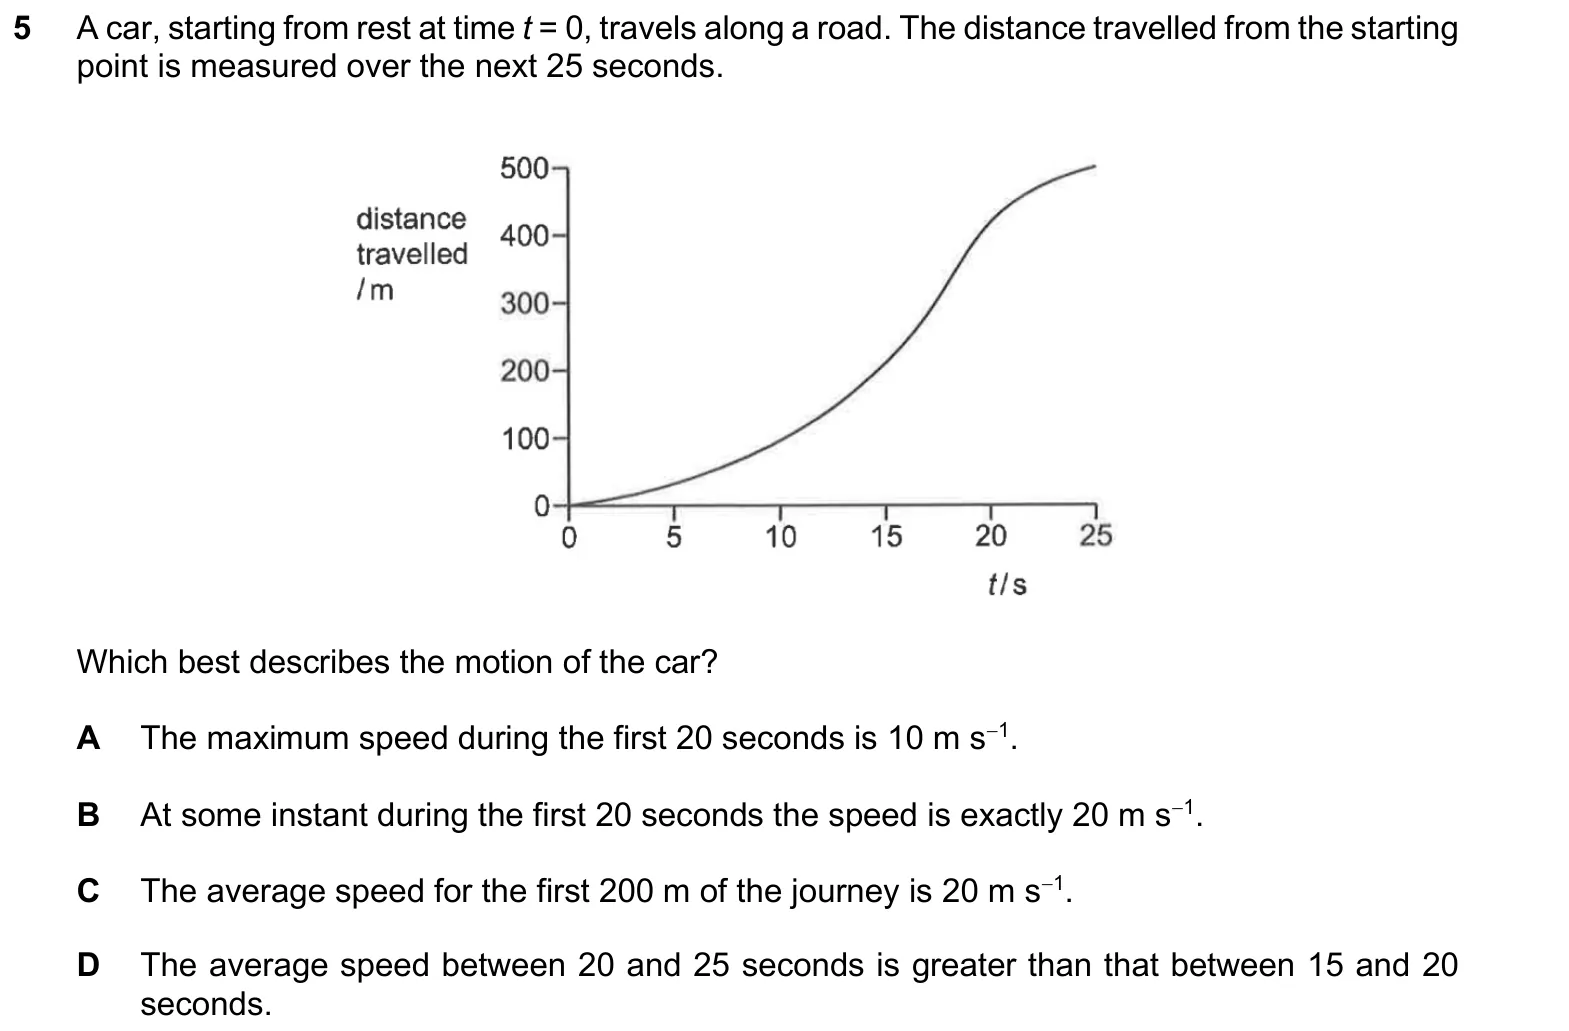 5 A car, starting from rest at time t = 0, travels along a road. The distance travelled from the starting
point is measured over the next 25 seconds.
500
distance
travelled
/m
400
300
200
100
0
0 5 10 15 20 25
t/s
Which best describes the motion of the car?
A The maximum speed during the first 20 seconds is 10 m s⁻¹.
B At some instant during the first 20 seconds the speed is exactly 20 m s⁻¹.
C The average speed for the first 200 m of the journey is 20 m s⁻¹.
D The average speed between 20 and 25 seconds is greater than that between 15 and 20
seconds.